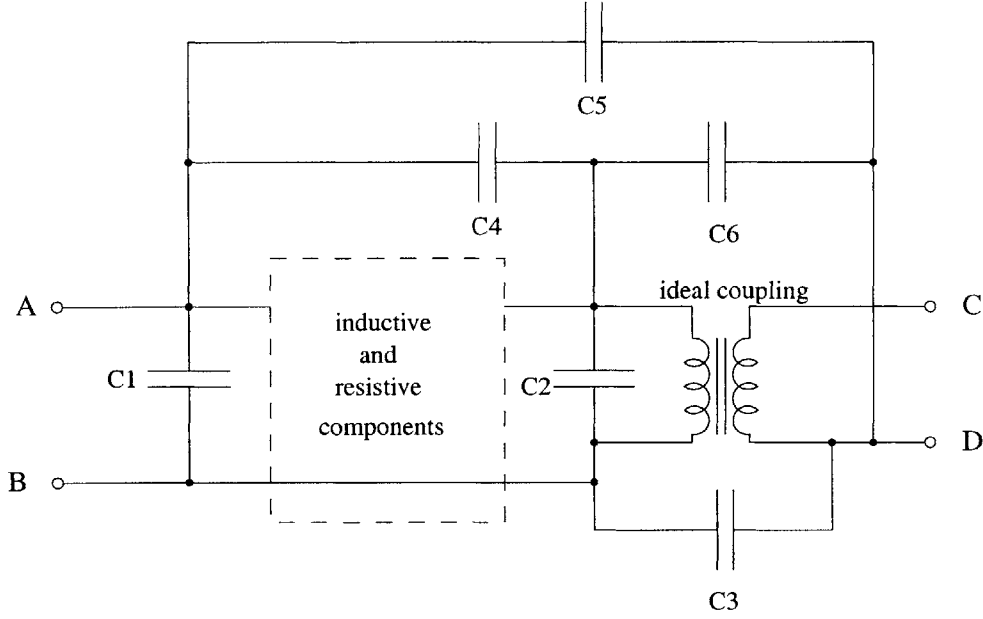 C5
C4
C6
A
ideal coupling
C
inductive
and
resistive
components
C1
C2
B
D
C3